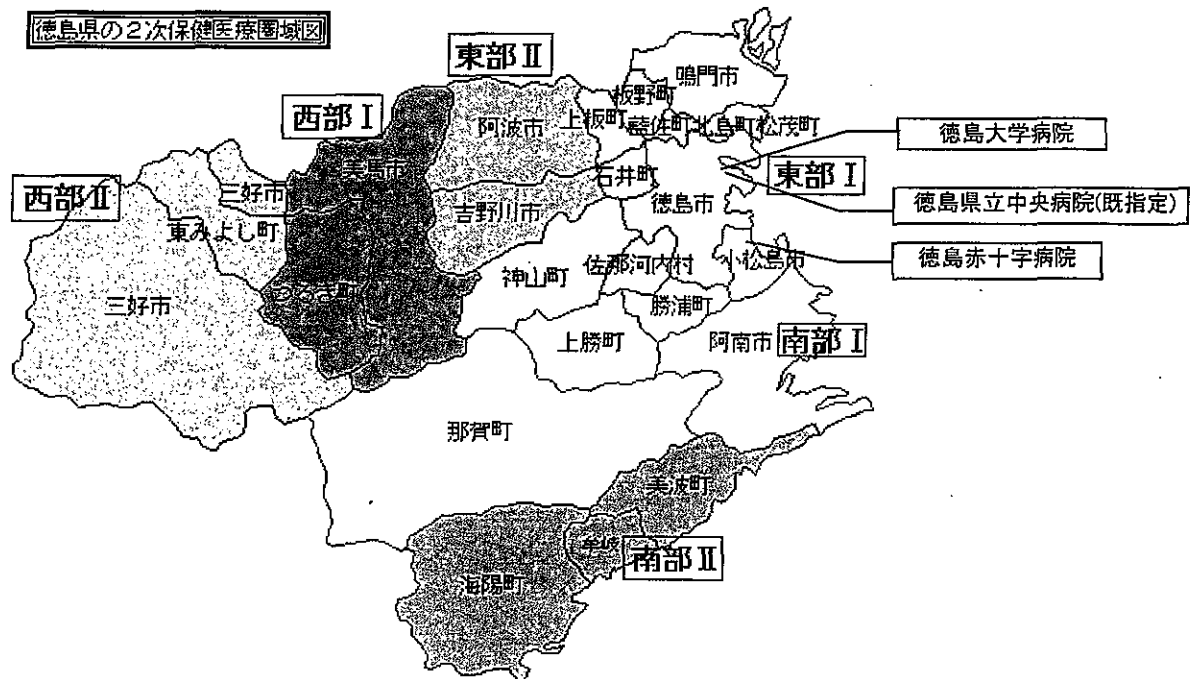 徳島県の2次保健医療圏域図
東部Ⅱ
鳴門市
板野町
西部Ⅰ
阿波市
上板町
藍住町
北島町
松茂町
徳島大学病院
美馬市
石井町
東部Ⅰ
西部Ⅱ
三好市
吉野川市
徳島市
徳島県立中央病院(既指定)
東みよし町
佐那河内村
小松島市
徳島赤十字病院
神山町
三好市
つるぎ町
勝浦町
上勝町
阿南市
南部Ⅰ
那賀町
美波町
牟岐
南部Ⅱ
海陽町